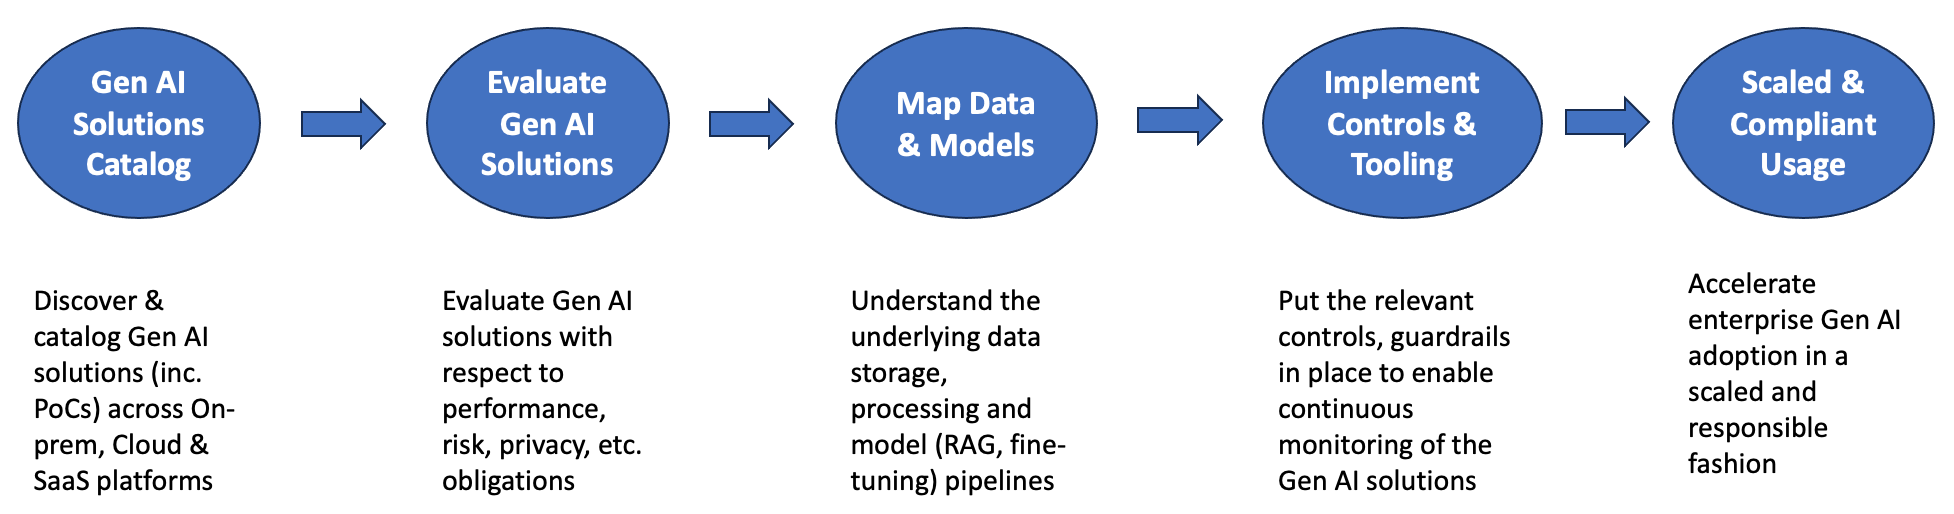 Gen AI
Solutions
Catalog
Evaluate
Gen AI
Solutions
Map Data
& Models
Implement
Controls &
Tooling
Scaled &
Compliant
Usage
Discover &
catalog Gen AI
solutions (inc.
PoCs) across On-
prem, Cloud &
SaaS platforms
Evaluate Gen AI
solutions with
respect to
performance,
risk, privacy, etc.
obligations
Understand the
underlying data
storage,
processing and
model (RAG, fine-
tuning) pipelines
Put the relevant
controls, guardrails
in place to enable
continuous
monitoring of the
Gen AI solutions
Accelerate
enterprise Gen AI
adoption in a
scaled and
responsible
fashion